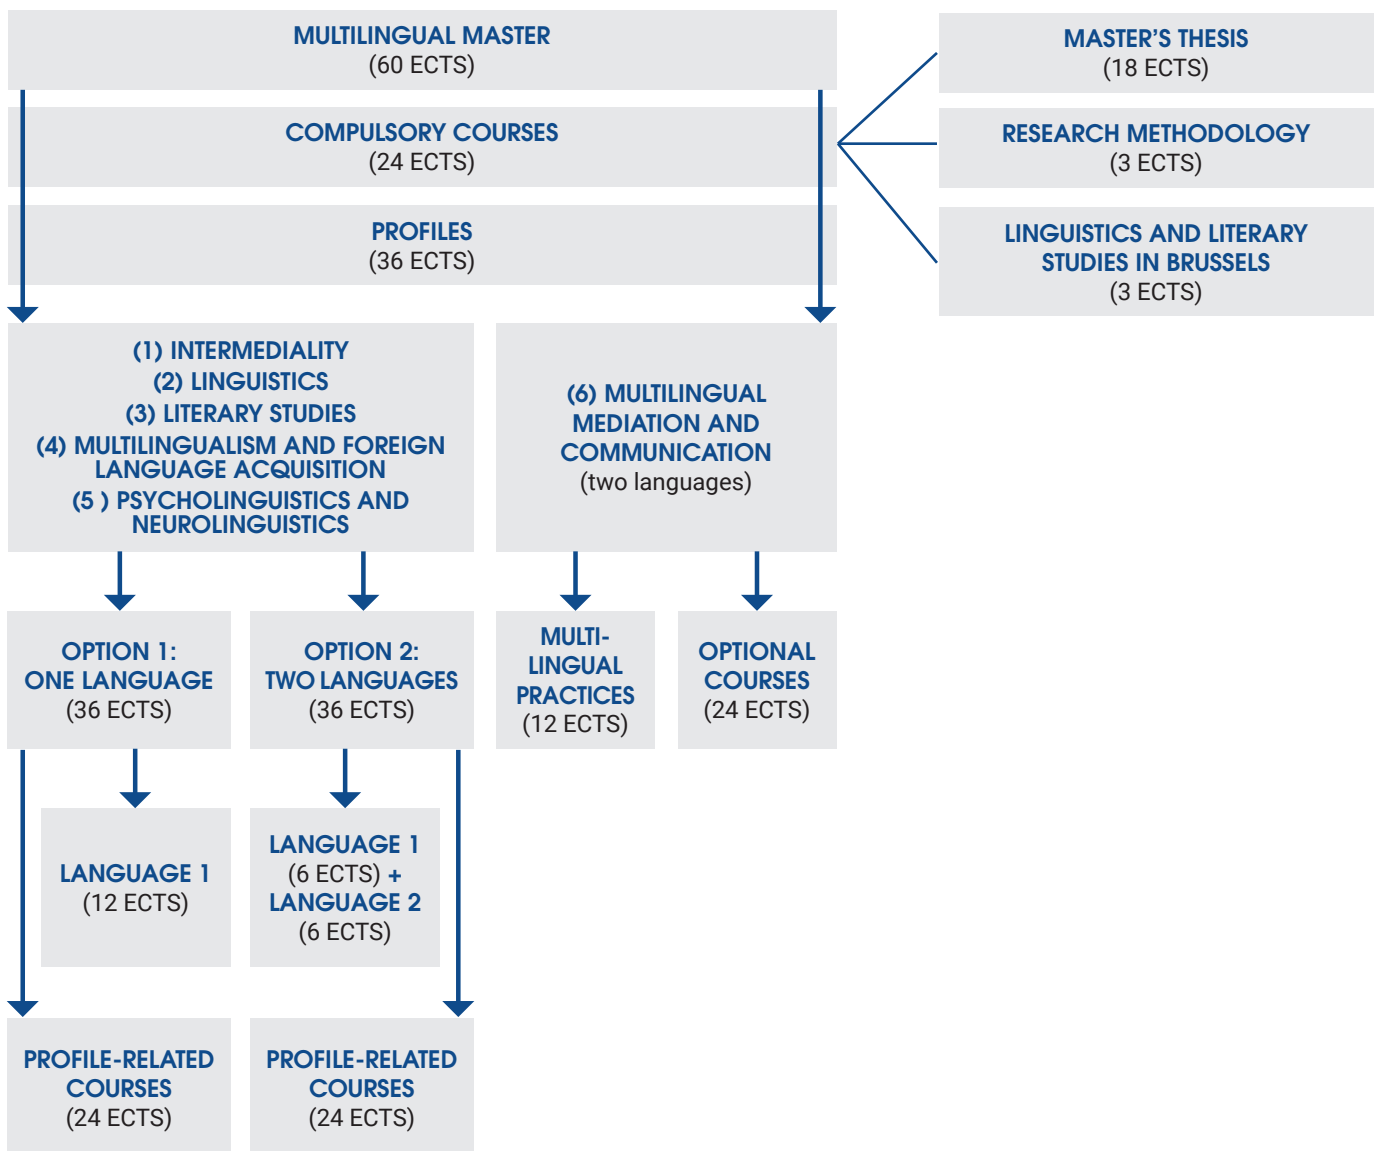 MULTILINGUAL MASTER
(60 ECTS)
COMPULSORY COURSES
(24 ECTS)
PROFILES
(36 ECTS)
MASTER'S THESIS
(18 ECTS)
RESEARCH METHODOLOGY
(3 ECTS)
LINGUISTICS AND LITERARY
STUDIES IN BRUSSELS
(3 ECTS)
(1) INTERMEDIALITY
(2) LINGUISTICS
(3) LITERARY STUDIES
(4) MULTILINGUALISM AND FOREIGN
LANGUAGE ACQUISITION
(5 ) PSYCHOLINGUISTICS AND
NEUROLINGUISTICS
(6) MULTILINGUAL
MEDIATION AND
COMMUNICATION
(two languages)
OPTION 1:
ONE LANGUAGE
(36 ECTS)
OPTION 2:
TWO LANGUAGES
(36 ECTS)
MULTI-
LINGUAL
PRACTICES
(12 ECTS)
OPTIONAL
COURSES
(24 ECTS)
LANGUAGE 1
(12 ECTS)
LANGUAGE 1
(6 ECTS) +
LANGUAGE 2
(6 ECTS)
PROFILE-RELATED
COURSES
(24 ECTS)
PROFILE-RELATED
COURSES
(24 ECTS)